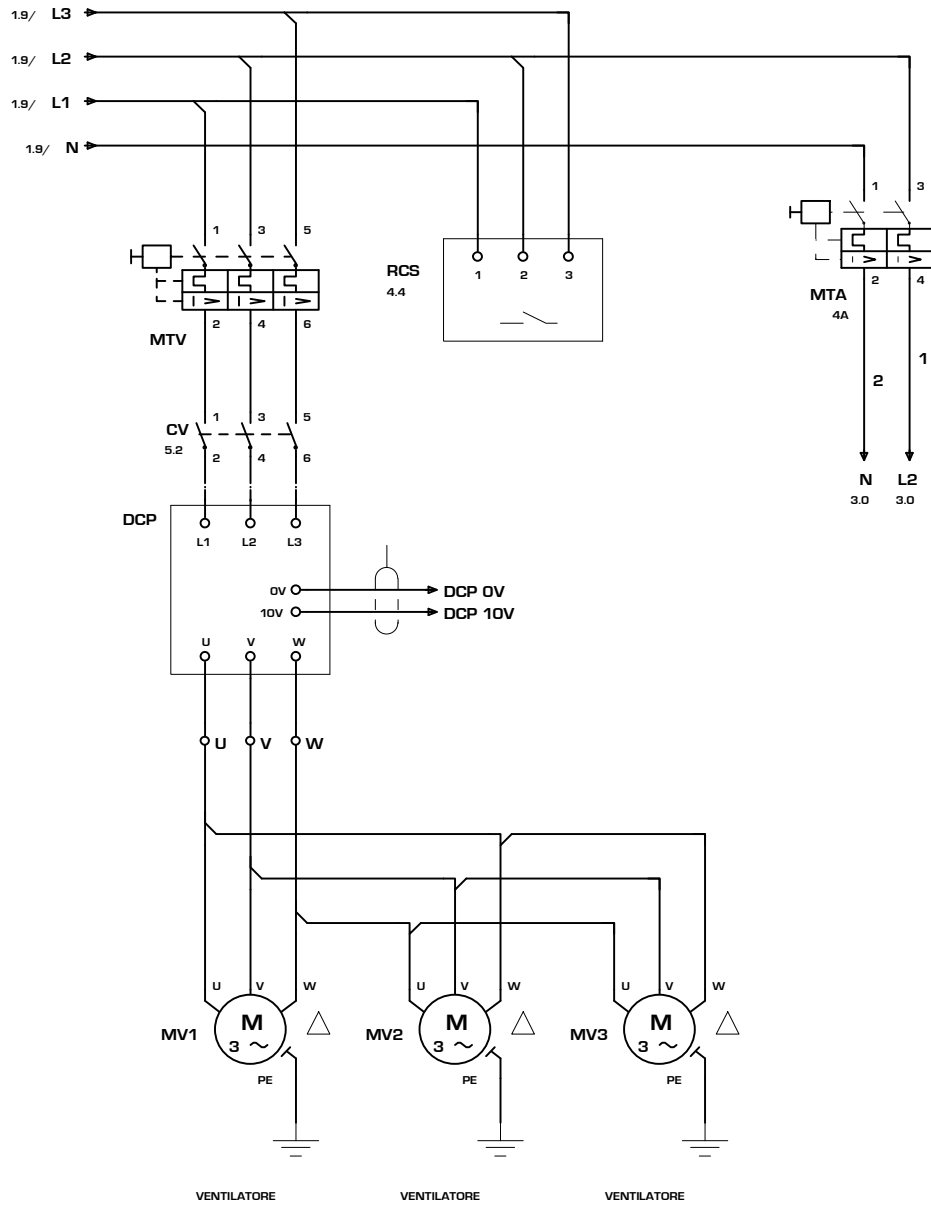 1.9/ L3
1.9/ L2
1.9/ L1
1.9/ N
1 3
1 3 5
RCS
4.4
1 2 3
MTA
4A
2 4
2 4 6
MTV
1
2
1 3 5
CV
5.2
2 4 6
N L2
3.0 3.0
DCP
L1 L2 L3
0V DCP 0V
10V DCP 10V
U V W
U V W
U V W U V W U V W
MV1 M 3 MV2 M 3 MV3 M 3
PE PE PE
VENTILATORE VENTILATORE VENTILATORE